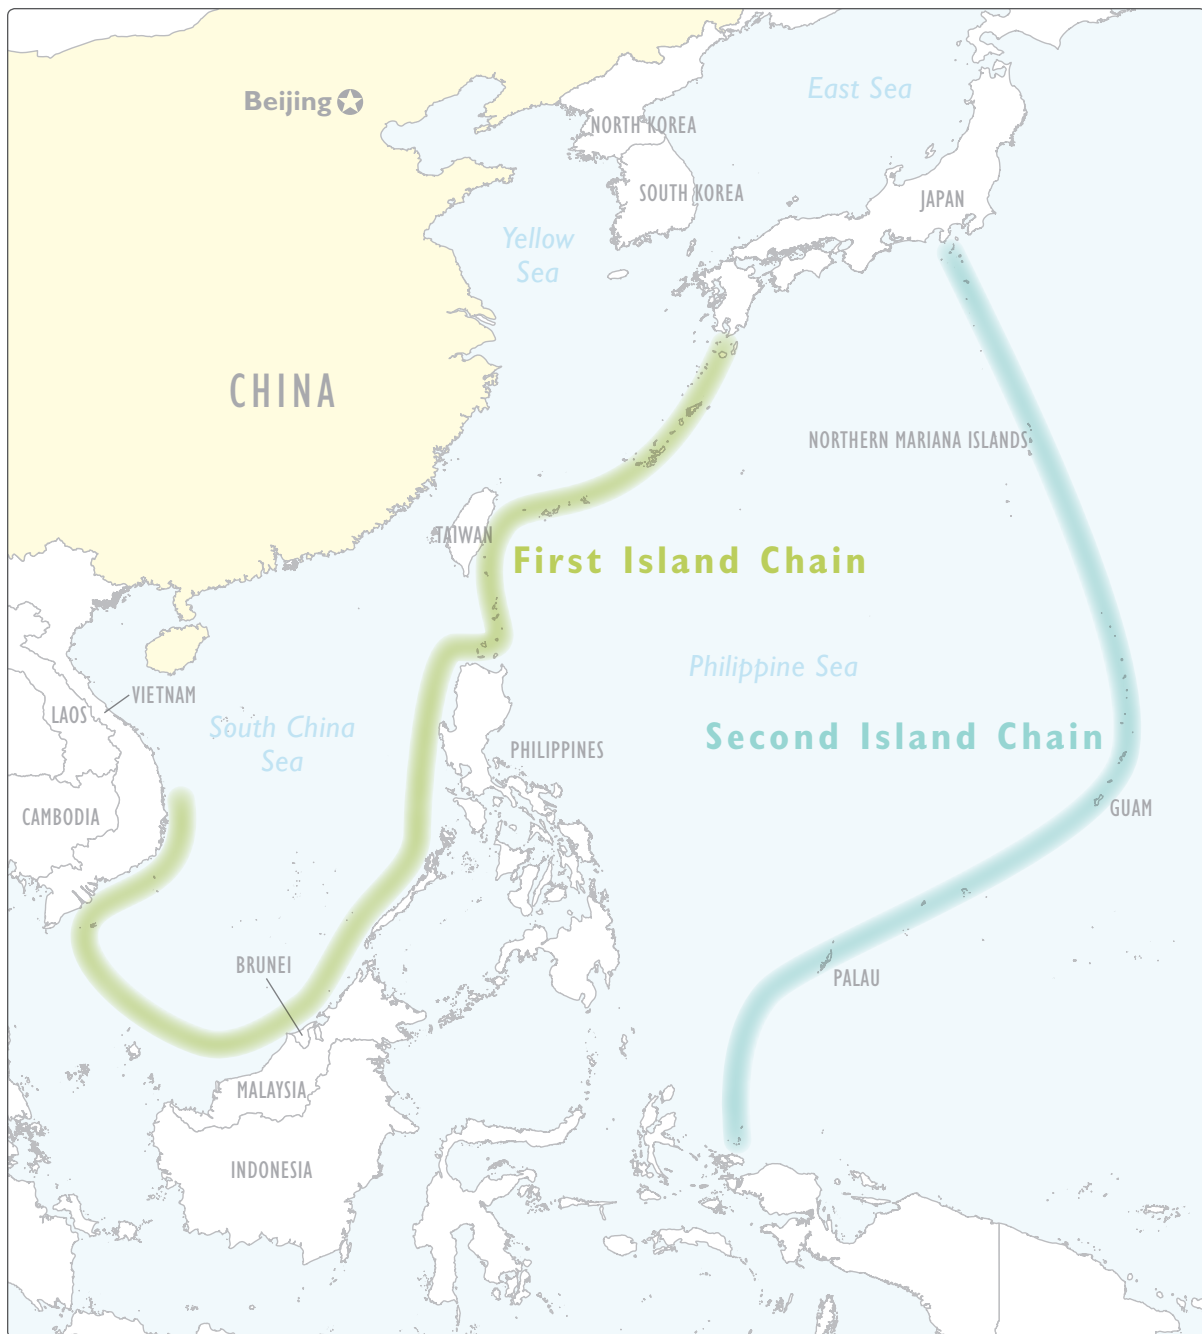 East Sea
Beijing
NORTH KOREA
SOUTH KOREA
JAPAN
Yellow
Sea
CHINA
NORTHERN MARIANA ISLANDS
TAIWAN
First Island Chain
Philippine Sea
VIETNAM
LAOS
South China
Sea
Second Island Chain
PHILIPPINES
CAMBODIA
GUAM
BRUNEI
PALAU
MALAYSIA
INDONESIA